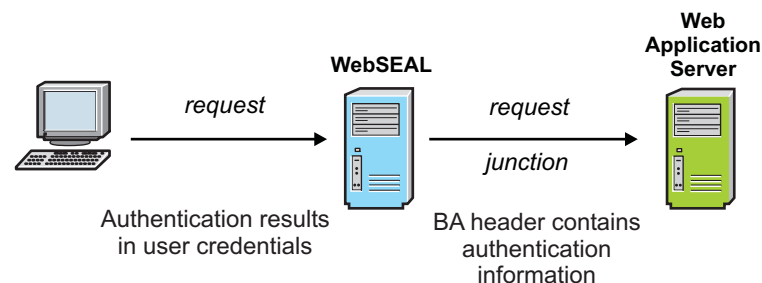 Web
Application
Server
WebSEAL
request
request
junction
Authentication results
in user credentials
BA header contains
authentication
information